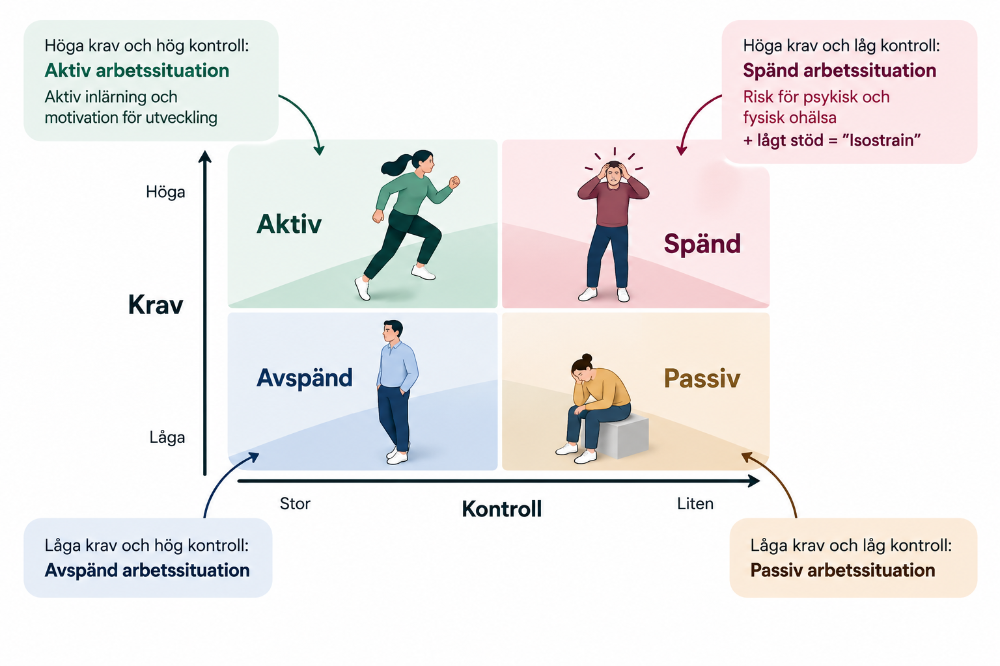 Höga krav och hög kontroll:
Aktiv arbetssituation
Aktiv inlärning och
motivation för utveckling
Höga krav och låg kontroll:
Spänd arbetssituation
Risk för psykisk och
fysisk ohälsa
+ lågt stöd = ”Isostrain”
Höga
Aktiv
Spänd
Krav
Avspänd
Passiv
Låga
Stor
Kontroll
Liten
Låga krav och hög kontroll:
Avspänd arbetssituation
Låga krav och låg kontroll:
Passiv arbetssituation